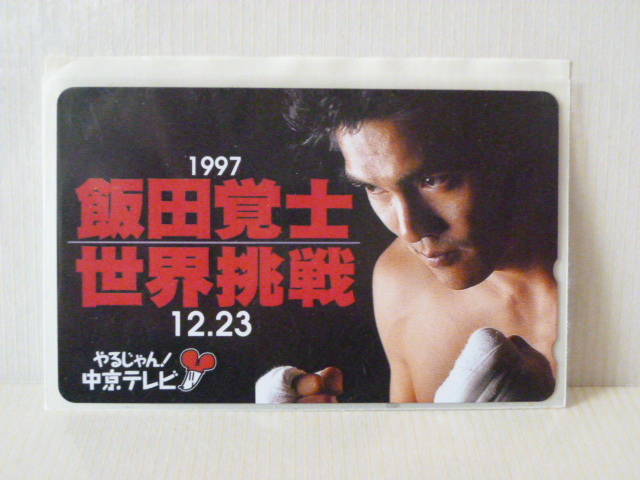 1997
飯田覚士
世界挑戦
12.23
やるじゃん!
中京テレビ